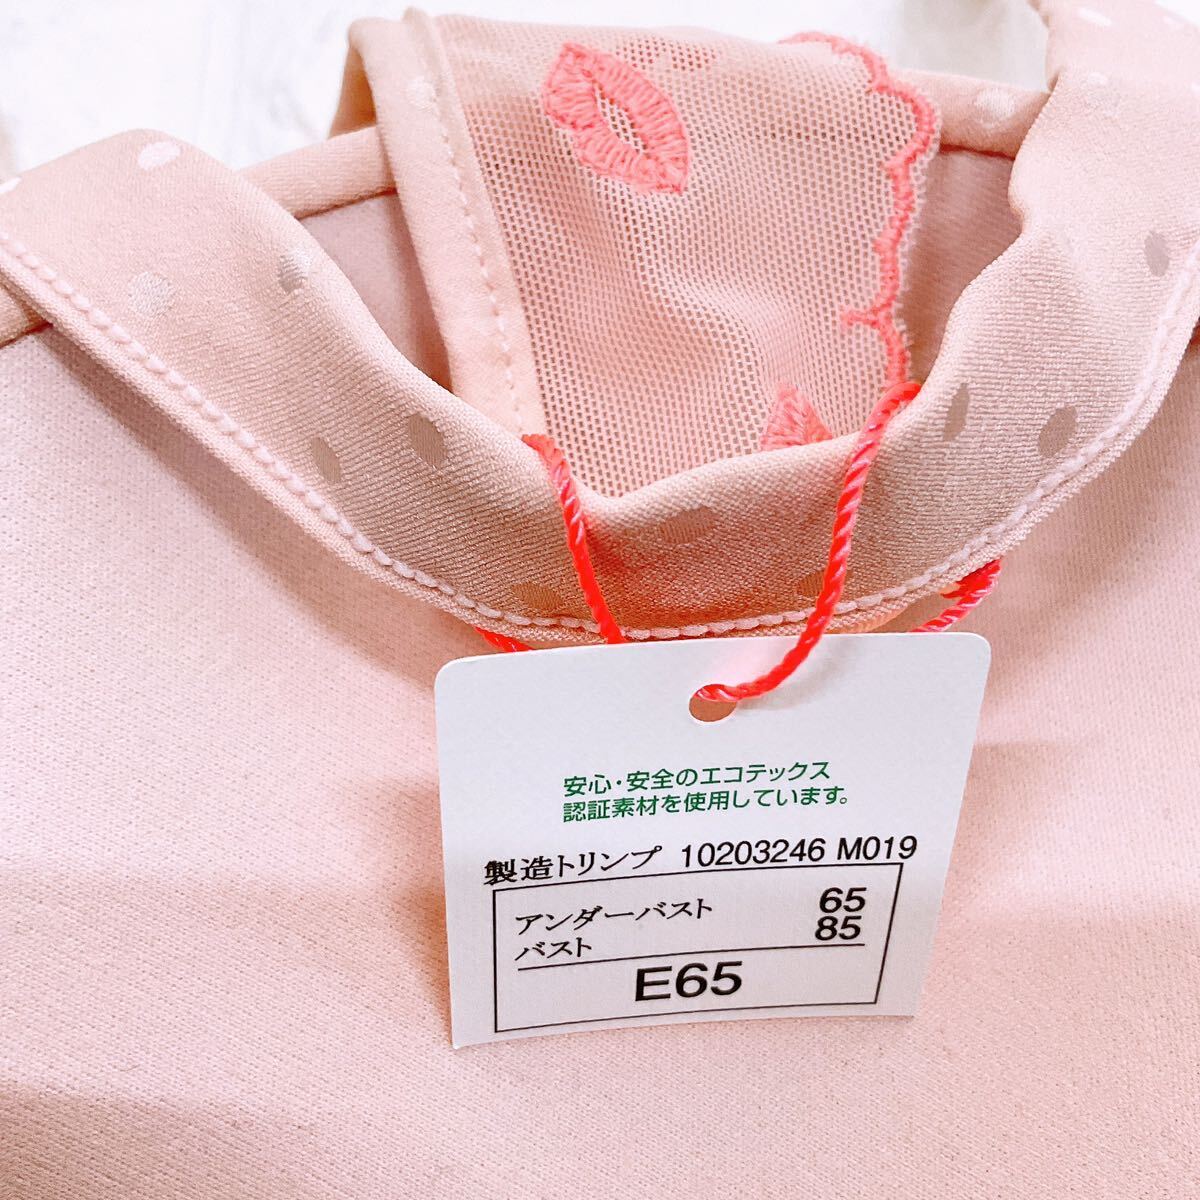 安心・安全のエコテックス
認証素材を使用しています。
製造トリンプ 10203246 M019
アンダーバスト 65
バスト 85
E65